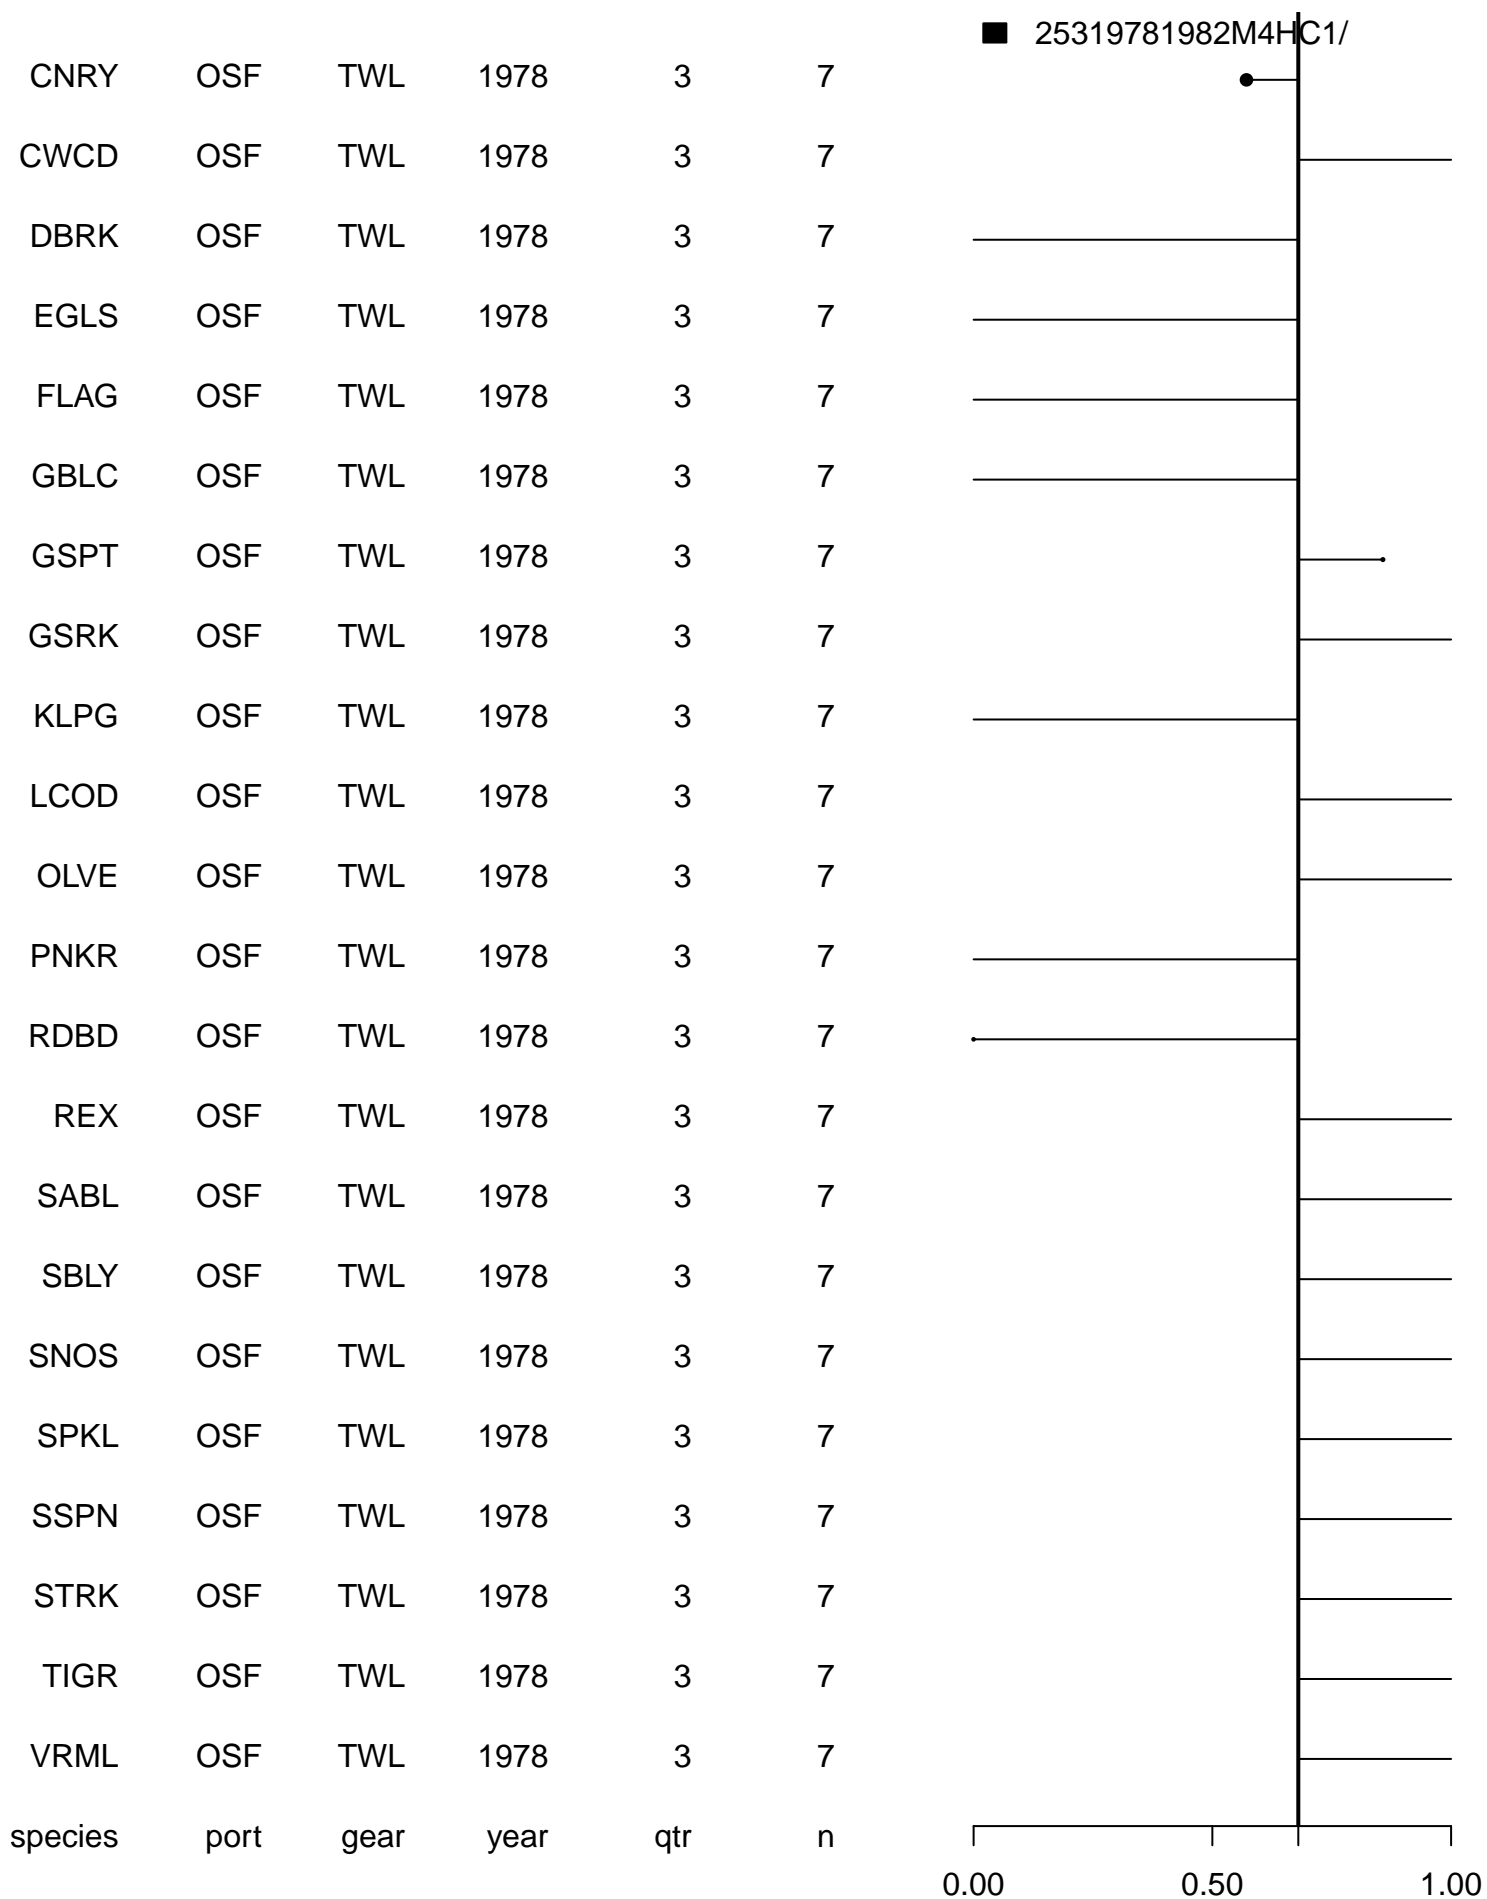 25319781982M4HC1/
CNRY OSF TWL 1978 3 7
CWCD OSF TWL 1978 3 7
DBRK OSF TWL 1978 3 7
EGLS OSF TWL 1978 3 7
FLAG OSF TWL 1978 3 7
GBLC OSF TWL 1978 3 7
GSPT OSF TWL 1978 3 7
GSRK OSF TWL 1978 3 7
KLPG OSF TWL 1978 3 7
LCOD OSF TWL 1978 3 7
OLVE OSF TWL 1978 3 7
PNKR OSF TWL 1978 3 7
RDBD OSF TWL 1978 3 7
REX OSF TWL 1978 3 7
SABL OSF TWL 1978 3 7
SBLY OSF TWL 1978 3 7
SNOS OSF TWL 1978 3 7
SPKL OSF TWL 1978 3 7
SSPN OSF TWL 1978 3 7
STRK OSF TWL 1978 3 7
TIGR OSF TWL 1978 3 7
VRML OSF TWL 1978 3 7
species port gear year qtr n
0.00 0.50 1.00